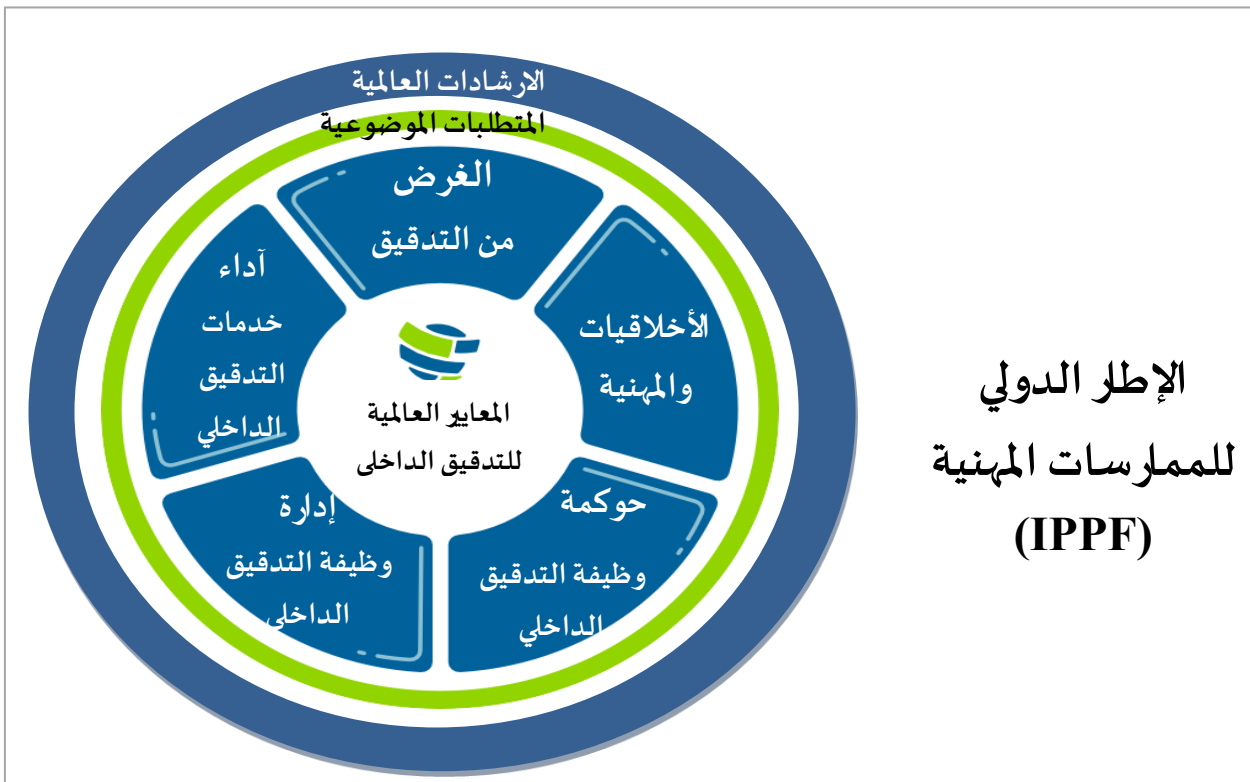 الارشادات العالمية
المتطلبات الموضوعية
الغرض
من التدقيق
الأخلاقيات
والمهنية
حوكمة
وظيفة التدقيق
الداخلي
إدارة
وظيفة التدقيق
الداخلي
آداء
خدمات
التدقيق
الداخلي
المعايير العالمية
للتدقيق الداخلى
الإطار الدولي
للممارسات المهنية
(IPPF)